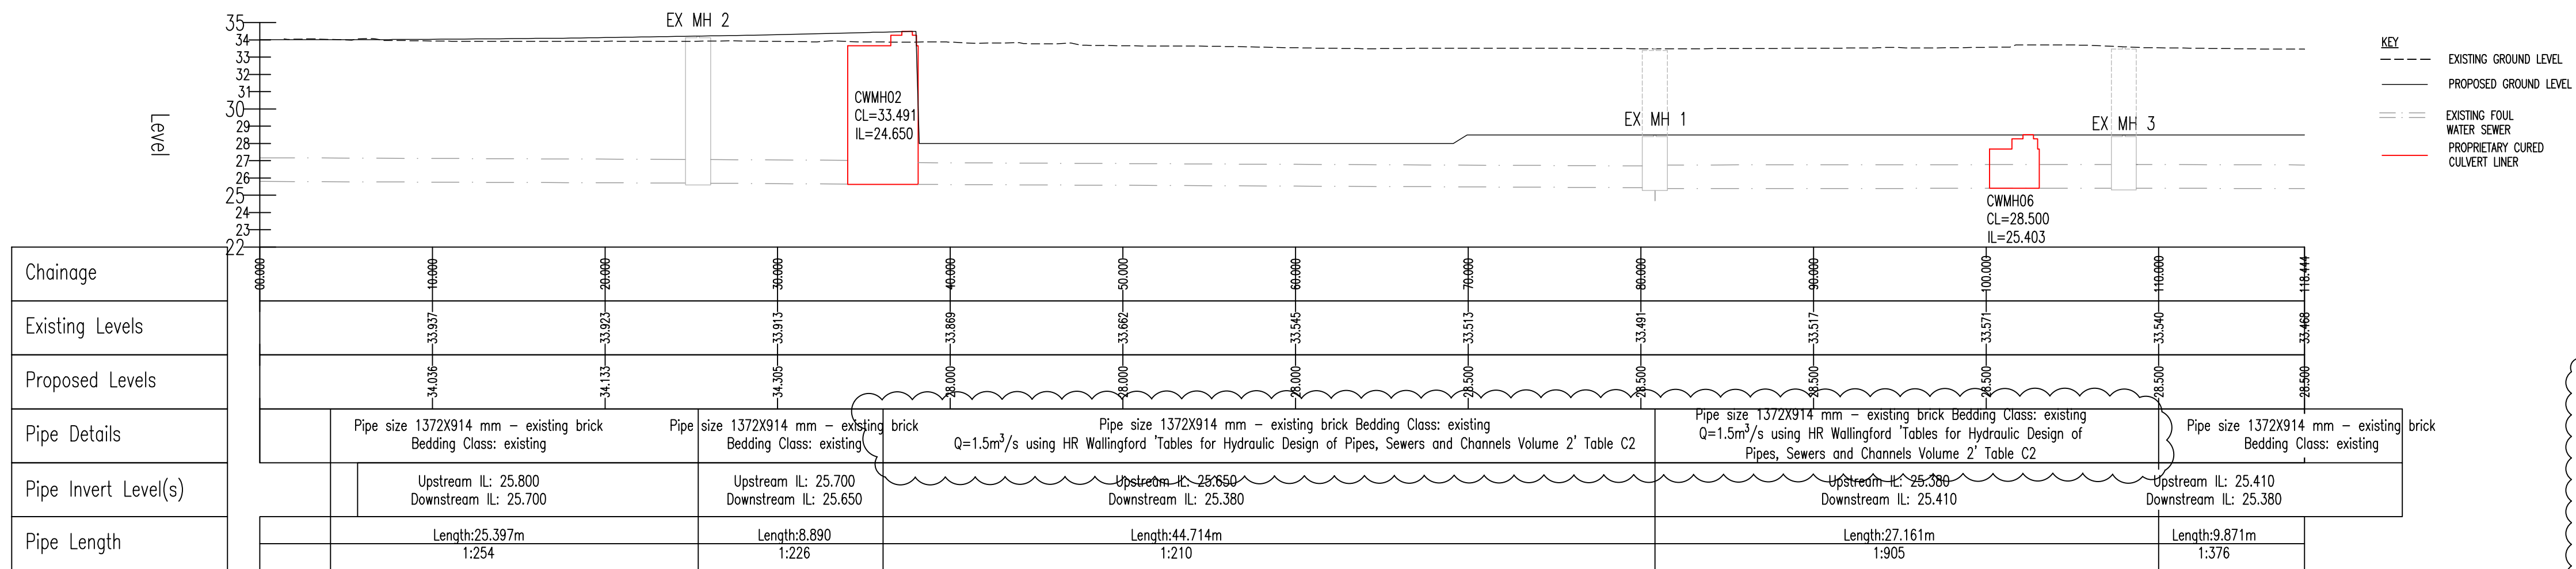 EX MH 2
35
34
33
32
31
30
29
28
27
26
25
24
23
22
Level
CWMH02
CL=33.491
IL=24.650
EX MH 1
EX MH 3
CWMH06
CL=28.500
IL=25.403
KEY
EXISTING GROUND LEVEL
PROPOSED GROUND LEVEL
EXISTING FOUL
WATER SEWER
PROPRIETARY CURED
CULVERT LINER
Chainage
00.000 10.000 20.000 30.000 40.000 50.000 60.000 70.000 80.000 90.000 100.000 110.000 118.444
Existing Levels
33.937 33.923 33.913 33.869 33.662 33.545 33.513 33.491 33.517 33.571 33.540 33.468
Proposed Levels
34.036 34.133 34.305 28.000 28.000 28.000 28.500 28.500 28.500 28.500 28.500 28.500
Pipe Details
Pipe size 1372X914 mm – existing brick
Bedding Class: existing
Pipe size 1372X914 mm – existing brick
Bedding Class: existing
Pipe size 1372X914 mm – existing brick Bedding Class: existing
Q=1.5m³/s using HR Wallingford 'Tables for Hydraulic Design of Pipes, Sewers and Channels Volume 2' Table C2
Pipe size 1372X914 mm – existing brick Bedding Class: existing
Q=1.5m³/s using HR Wallingford 'Tables for Hydraulic Design of
Pipes, Sewers and Channels Volume 2' Table C2
Pipe size 1372X914 mm – existing brick
Bedding Class: existing
Pipe Invert Level(s)
Upstream IL: 25.800
Downstream IL: 25.700
Upstream IL: 25.700
Downstream IL: 25.650
Upstream IL: 25.650
Downstream IL: 25.380
Upstream IL: 25.380
Downstream IL: 25.410
Upstream IL: 25.410
Downstream IL: 25.380
Pipe Length
Length:25.397m
1:254
Length:8.890
1:226
Length:44.714m
1:210
Length:27.161m
1:905
Length:9.871m
1:376